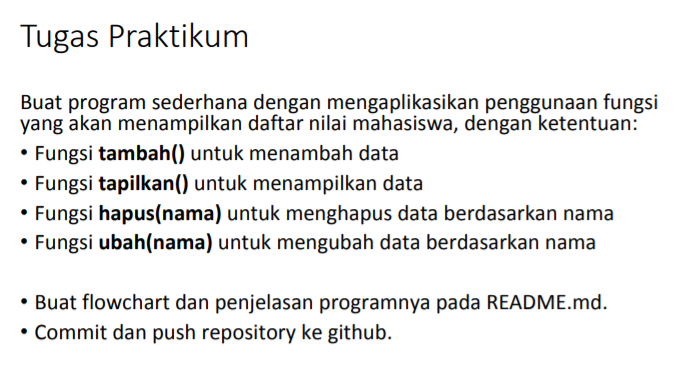 Tugas Praktikum
Buat program sederhana dengan mengaplikasikan penggunaan fungsi
yang akan menampilkan daftar nilai mahasiswa, dengan ketentuan:
• Fungsi tambah() untuk menambah data
• Fungsi tapilkan() untuk menampilkan data
• Fungsi hapus(nama) untuk menghapus data berdasarkan nama
• Fungsi ubah(nama) untuk mengubah data berdasarkan nama
• Buat flowchart dan penjelasan programnya pada README.md.
• Commit dan push repository ke github.